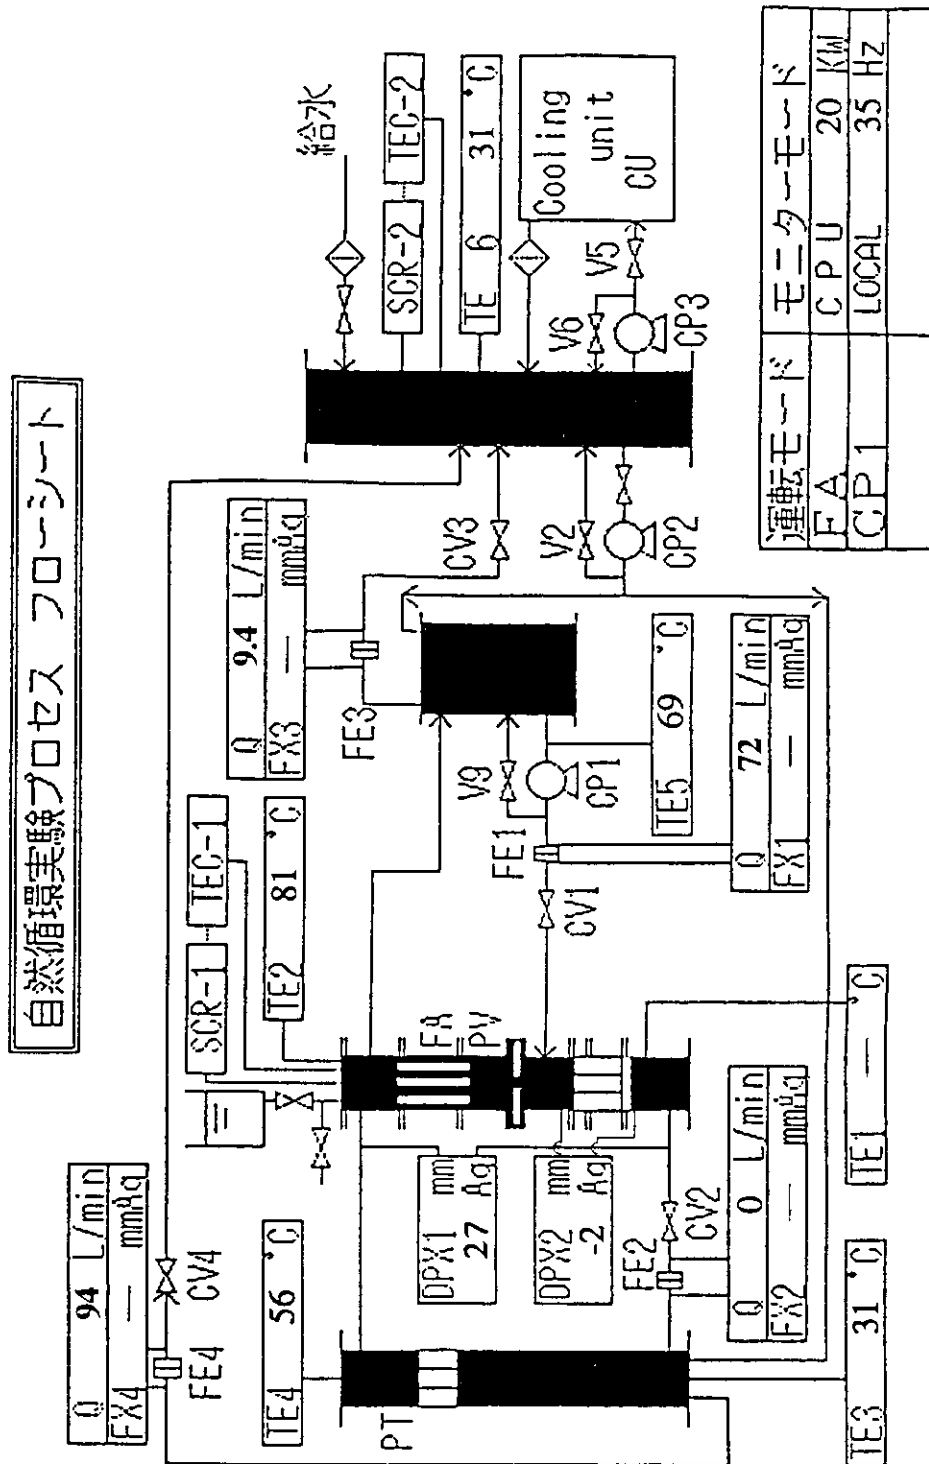 自然循環実験プロセス フローシート
Q 94 L/min
FX4 — mmAq
FE4
CV4
SCR-1
TEC-1
TE2 81 °C
Q 9.4 L/min
FX3 — mmAq
FE3
CV3
給水
SCR-2
TEC-2
TE 6 31 °C
Cooling
unit
CU
V6
V5
CP3
V2
CP2
TE4 56 °C
PT
FA
PV
DPX1 mm
27 Aq
DPX2 mm
-2 Aq
FE2
CV2
V9
CP1
FE1
CV1
TE5 69 °C
Q 72 L/min
FX1 — mmAq
Q 0 L/min
FX2 — mmAq
TE3 31 °C
TE1 — °C
運転モード モニターモード
FA CPU 20 KW
CP1 LOCAL 35 Hz